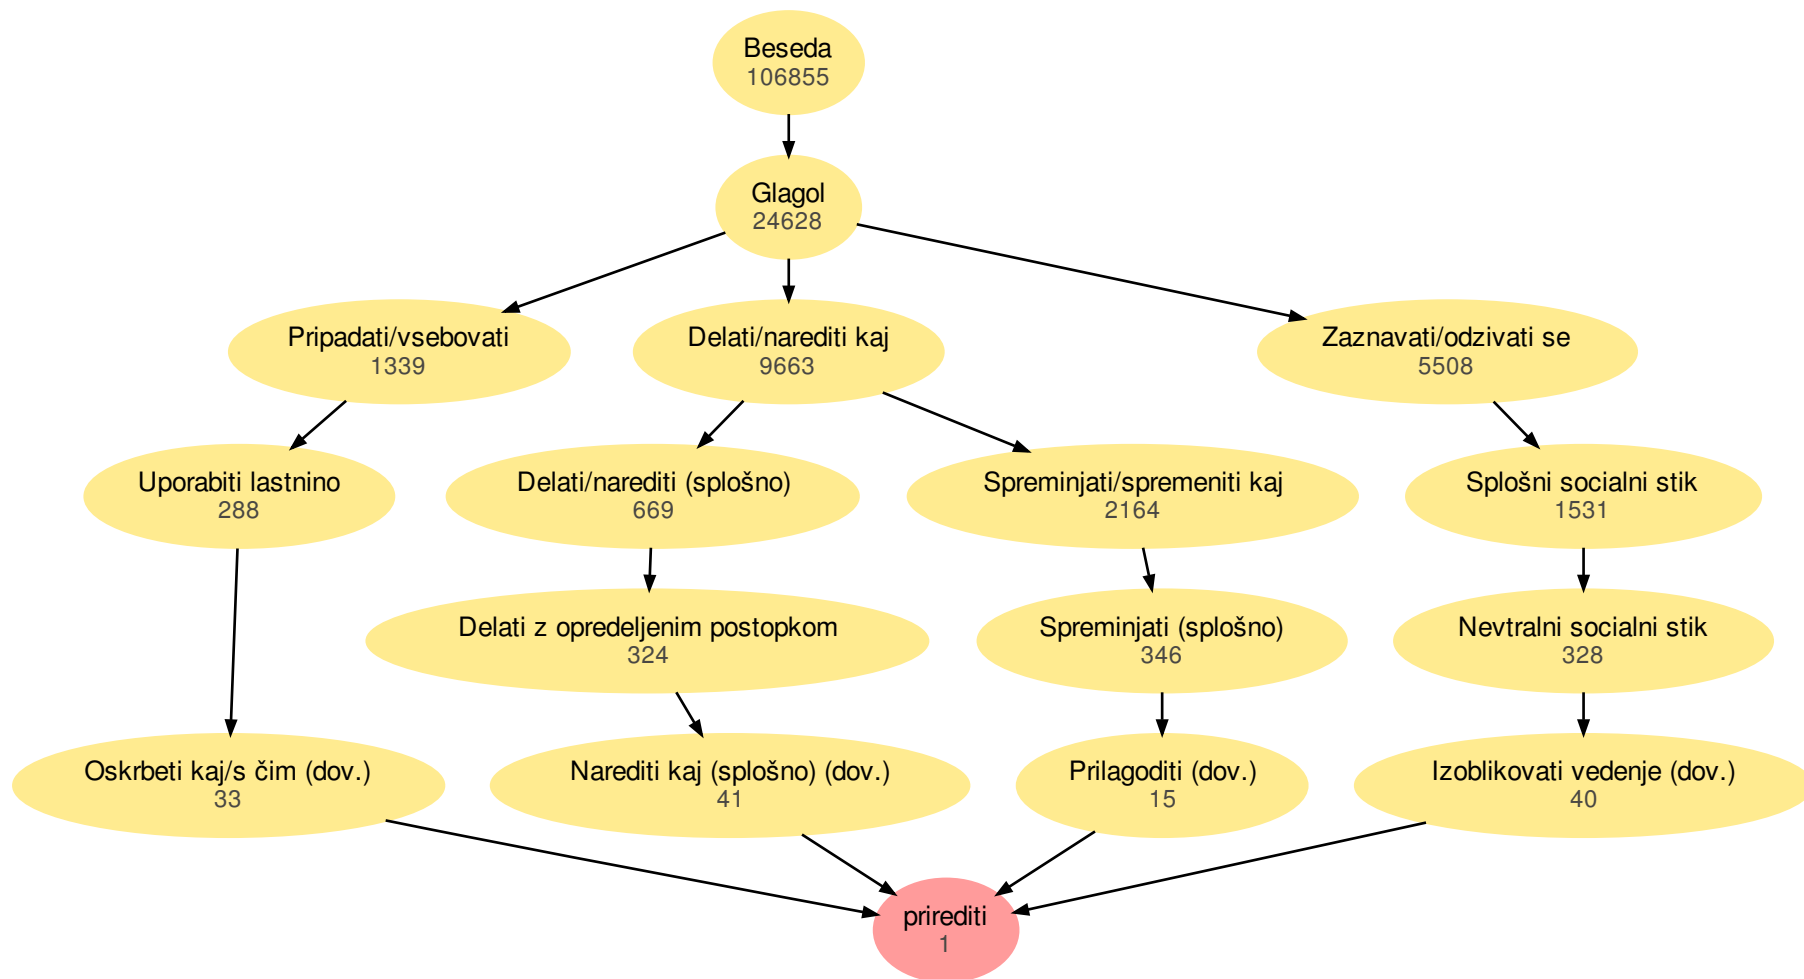 Beseda
106855
Glagol
24628
Pripadati/vsebovati
1339
Delati/narediti kaj
9663
Zaznavati/odzivati se
5508
Uporabiti lastnino
288
Delati/narediti (splošno)
669
Spreminjati/spremeniti kaj
2164
Splošni socialni stik
1531
Delati z opredeljenim postopkom
324
Spreminjati (splošno)
346
Nevtralni socialni stik
328
Oskrbeti kaj/s čim (dov.)
33
Narediti kaj (splošno) (dov.)
41
Prilagoditi (dov.)
15
Izoblikovati vedenje (dov.)
40
prirediti
1